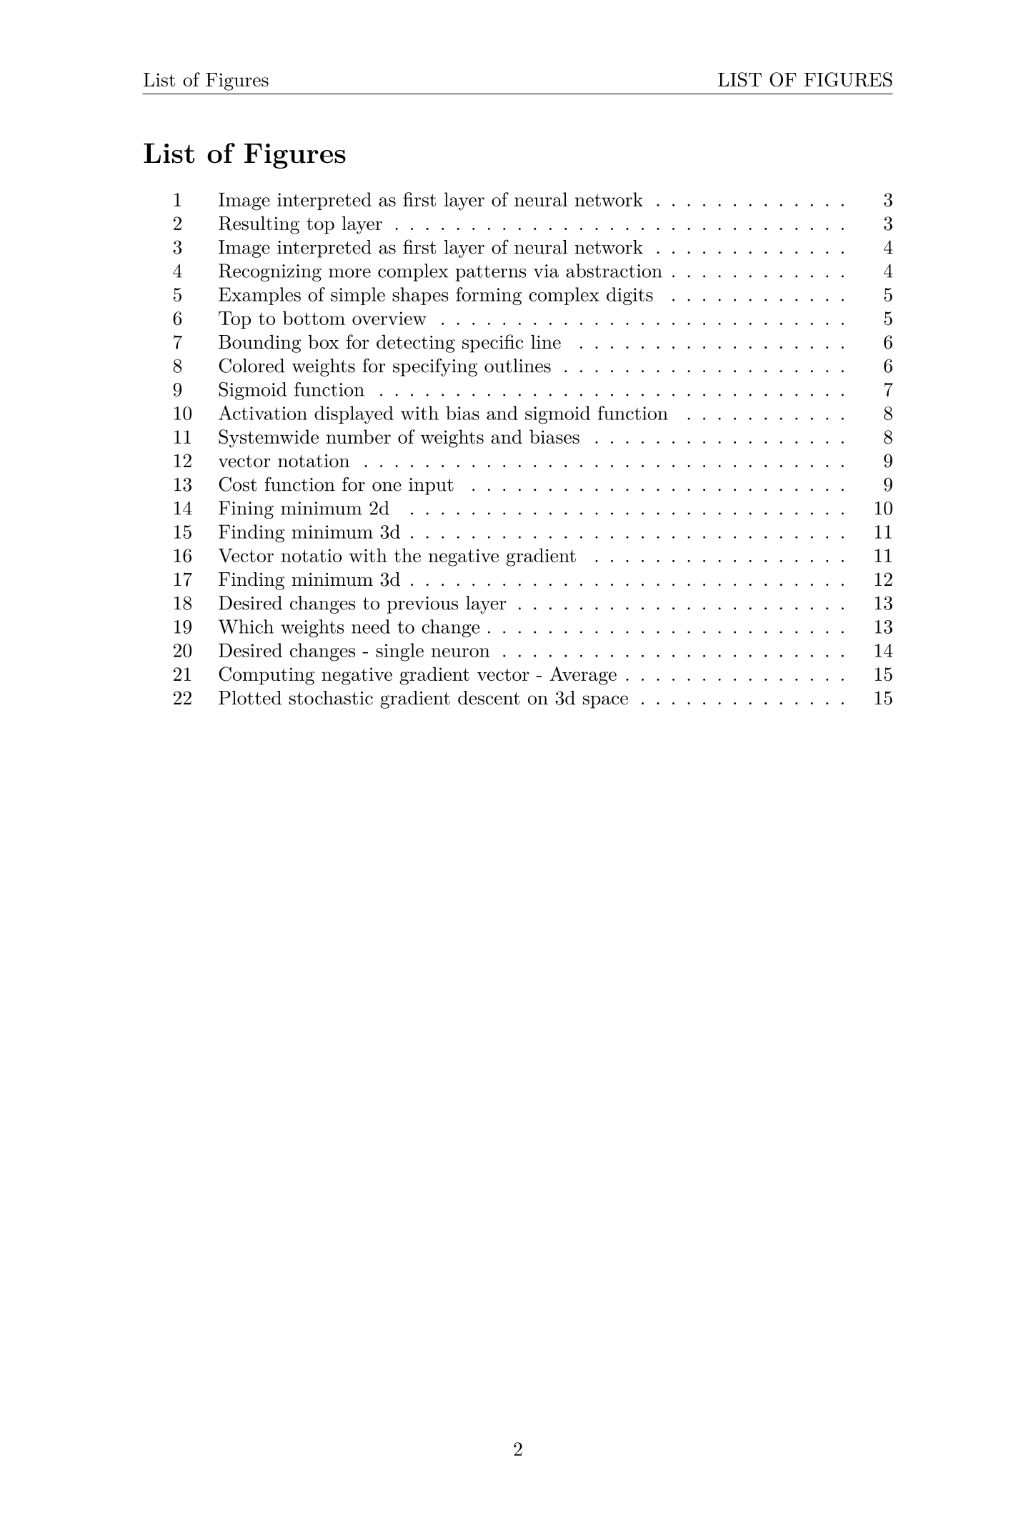 List of Figures LIST OF FIGURES
List of Figures
1 Image interpreted as first layer of neural network . . . . . . . . . . . . . 3
2 Resulting top layer . . . . . . . . . . . . . . . . . . . . . . . . . . . . . . 3
3 Image interpreted as first layer of neural network . . . . . . . . . . . . . 4
4 Recognizing more complex patterns via abstraction . . . . . . . . . . . . 4
5 Examples of simple shapes forming complex digits . . . . . . . . . . . . 5
6 Top to bottom overview . . . . . . . . . . . . . . . . . . . . . . . . . . . 5
7 Bounding box for detecting specific line . . . . . . . . . . . . . . . . . . 6
8 Colored weights for specifying outlines . . . . . . . . . . . . . . . . . . . 6
9 Sigmoid function . . . . . . . . . . . . . . . . . . . . . . . . . . . . . . . 7
10 Activation displayed with bias and sigmoid function . . . . . . . . . . . 8
11 Systemwide number of weights and biases . . . . . . . . . . . . . . . . . 8
12 vector notation . . . . . . . . . . . . . . . . . . . . . . . . . . . . . . . . 9
13 Cost function for one input . . . . . . . . . . . . . . . . . . . . . . . . . 9
14 Fining minimum 2d . . . . . . . . . . . . . . . . . . . . . . . . . . . . . 10
15 Finding minimum 3d . . . . . . . . . . . . . . . . . . . . . . . . . . . . . 11
16 Vector notatio with the negative gradient . . . . . . . . . . . . . . . . . 11
17 Finding minimum 3d . . . . . . . . . . . . . . . . . . . . . . . . . . . . . 12
18 Desired changes to previous layer . . . . . . . . . . . . . . . . . . . . . . 13
19 Which weights need to change . . . . . . . . . . . . . . . . . . . . . . . . 13
20 Desired changes - single neuron . . . . . . . . . . . . . . . . . . . . . . . 14
21 Computing negative gradient vector - Average . . . . . . . . . . . . . . . 15
22 Plotted stochastic gradient descent on 3d space . . . . . . . . . . . . . . 15
2